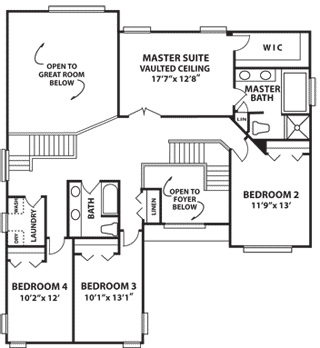 OPEN TO
GREAT ROOM
BELOW
MASTER SUITE
VAULTED CEILING
17'7"x 12'8"
W I C
MASTER
BATH
LIN
WASH
DRY
LAUNDRY
BATH
LINEN
OPEN TO
FOYER
BELOW
BEDROOM 2
11'9"x 13'
BEDROOM 4
10'2"x 12'
BEDROOM 3
10'1"x 13'1"